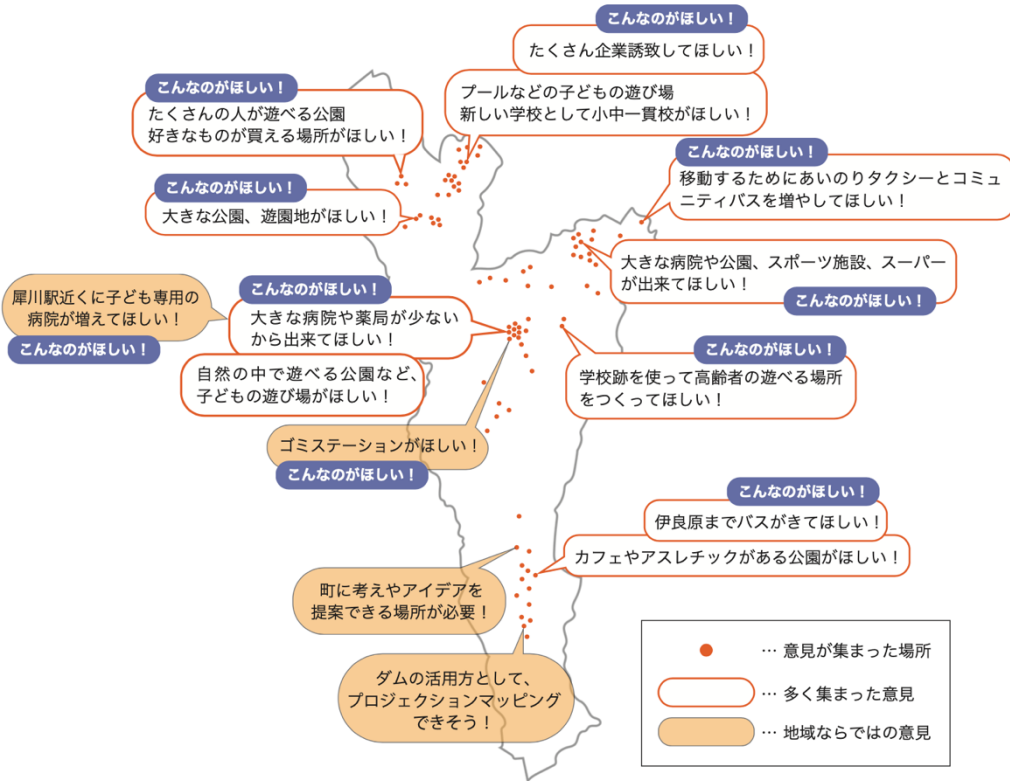 こんなのがほしい！
たくさん企業誘致してほしい！
プールなどの子どもの遊び場
新しい学校として小中一貫校がほしい！
こんなのがほしい！
たくさんの人が遊べる公園
好きなものが買える場所がほしい！
こんなのがほしい！
移動するためにあいのりタクシーとコミュ
ニティバスを増やしてほしい！
こんなのがほしい！
大きな公園、遊園地がほしい！
大きな病院や公園、スポーツ施設、スーパー
が出来てほしい！
こんなのがほしい！
犀川駅近くに子ども専用の
病院が増えてほしい！
こんなのがほしい！
こんなのがほしい！
大きな病院や薬局が少ない
から出来てほしい！
自然の中で遊べる公園など、
子どもの遊び場がほしい！
こんなのがほしい！
学校跡を使って高齢者の遊べる場所
をつくってほしい！
ゴミステーションがほしい！
こんなのがほしい！
こんなのがほしい！
伊良原までバスがきてほしい！
カフェやアスレチックがある公園がほしい！
町に考えやアイデアを
提案できる場所が必要！
ダムの活用方として、
プロジェクションマッピング
できそう！
… 意見が集まった場所
… 多く集まった意見
… 地域ならではの意見